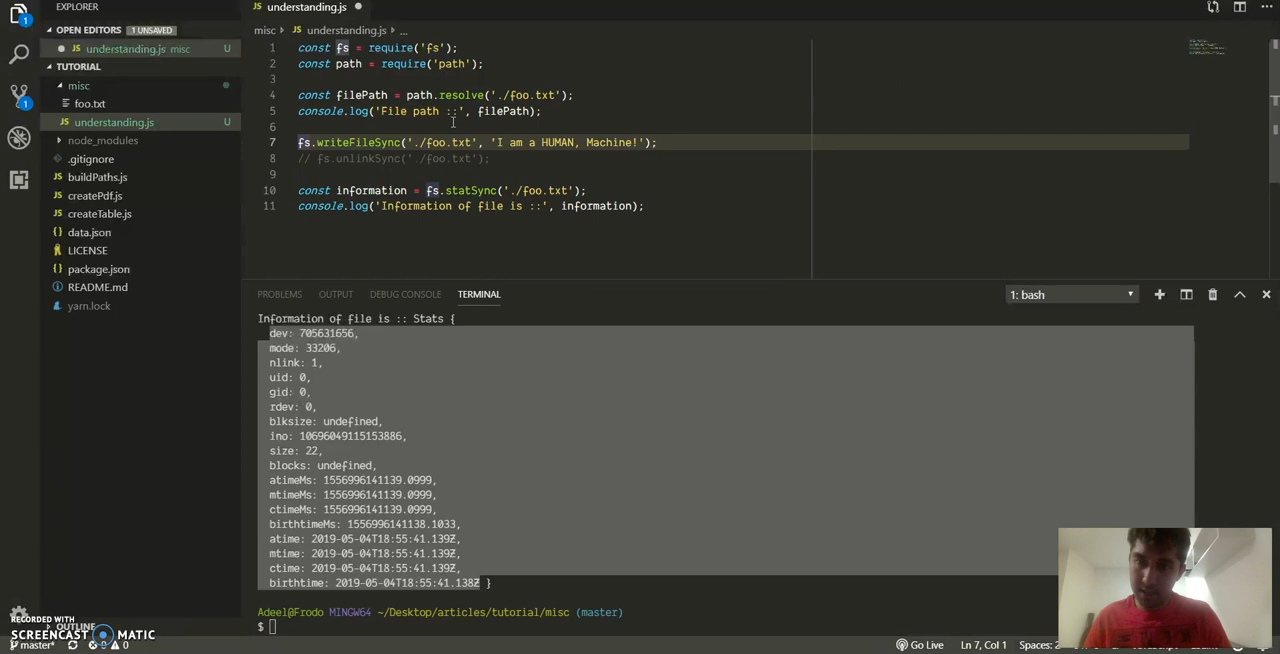 EXPLORER
understanding.js
OPEN EDITORS 1 UNSAVED
understanding.js misc U
TUTORIAL
misc
foo.txt
understanding.js U
node_modules
.gitignore
buildPaths.js
createPdf.js
createTable.js
{} data.json
LICENSE
package.json
README.md
yarn.lock
OUTLINE
misc > JS understanding.js > ...
1 const fs = require('fs');
2 const path = require('path');
3
4 const filePath = path.resolve('./foo.txt');
5 console.log('File path ::', filePath);
6
7 fs.writeFileSync('./foo.txt', 'I am a HUMAN, Machine!');
8 // fs.unlinkSync('./foo.txt');
9
10 const information = fs.statSync('./foo.txt');
11 console.log('Information of file is ::', information);
PROBLEMS OUTPUT DEBUG CONSOLE TERMINAL 1: bash
Information of file is :: Stats {
dev: 705631656,
mode: 33206,
nlink: 1,
uid: 0,
gid: 0,
rdev: 0,
blksize: undefined,
ino: 10696049115153886,
size: 22,
blocks: undefined,
atimeMs: 1556996141139.0999,
mtimeMs: 1556996141139.0999,
ctimeMs: 1556996141139.0999,
birthtimeMs: 1556996141138.1033,
atime: 2019-05-04T18:55:41.139Z,
mtime: 2019-05-04T18:55:41.139Z,
ctime: 2019-05-04T18:55:41.139Z,
birthtime: 2019-05-04T18:55:41.138Z }
Adeel@Frodo MINGW64 ~/Desktop/articles/tutorial/misc (master)
$
RECORDED WITH
SCREENCAST MATIC
master* 0 0 Go Live Ln 7, Col 1 Spaces: 2